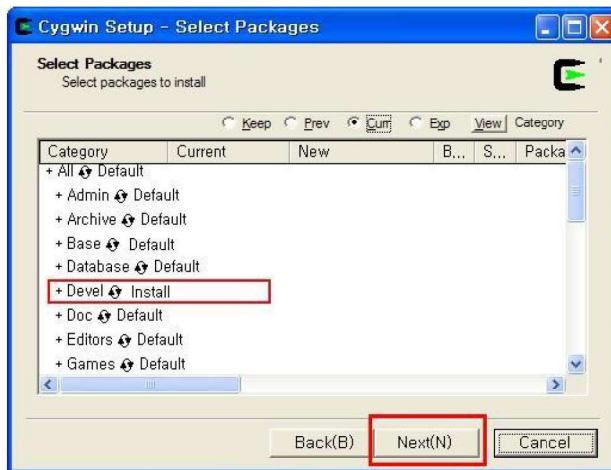 Cygwin Setup - Select Packages
Select Packages
Select packages to install
Keep Prev Curr Exp View Category
Category Current New B... S... Packa
+ All Default
+ Admin Default
+ Archive Default
+ Base Default
+ Database Default
+ Devel Install
+ Doc Default
+ Editors Default
+ Games Default
Back(B) Next(N) Cancel